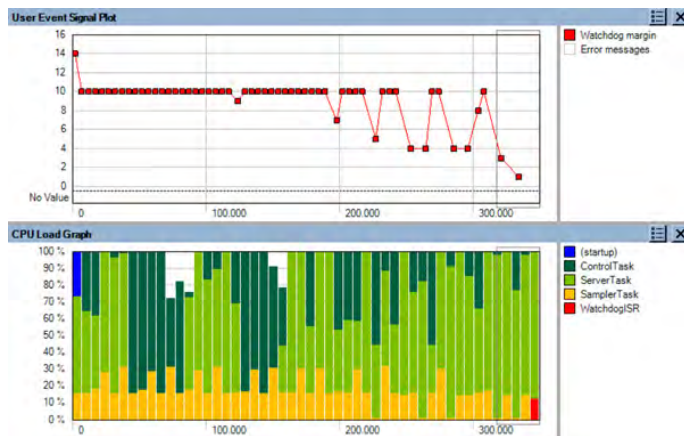 User Event Signal Plot
16
14
12
10
8
6
4
2
0
No Value
0
100.000
200.000
300.000
Watchdog margin
Error messages
CPU Load Graph
100 %
90 %
80 %
70 %
60 %
50 %
40 %
30 %
20 %
10 %
0 %
0
100.000
200.000
300.000
(startup)
ControlTask
ServerTask
SamplerTask
WatchdogISR